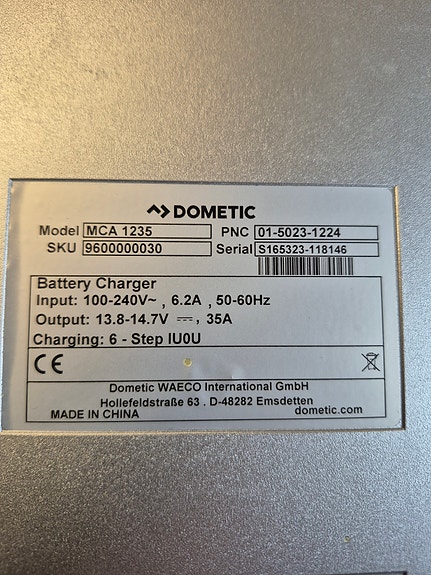 DOMETIC
Model MCA 1235 PNC 01-5023-1224
SKU 9600000030 Serial S165323-118146
Battery Charger
Input: 100-240V~ , 6.2A , 50-60Hz
Output: 13.8-14.7V ⎓ , 35A
Charging: 6 - Step IU0U
CE
Dometic WAECO International GmbH
Hollefeldstraße 63 . D-48282 Emsdetten
MADE IN CHINA dometic.com